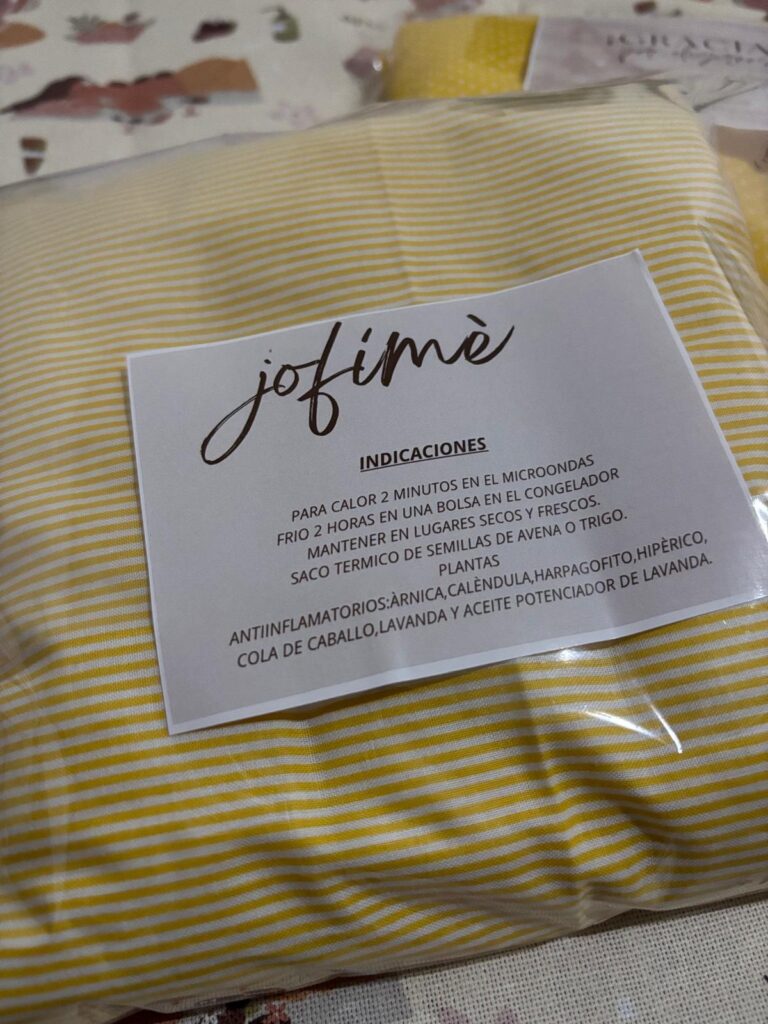 ¡GRACIA
jofimè
INDICACIONES
PARA CALOR 2 MINUTOS EN EL MICROONDAS
FRIO 2 HORAS EN UNA BOLSA EN EL CONGELADOR
MANTENER EN LUGARES SECOS Y FRESCOS.
SACO TERMICO DE SEMILLAS DE AVENA O TRIGO.
PLANTAS
ANTIINFLAMATORIOS:ÀRNICA,CALÈNDULA,HARPAGOFITO,HIPÈRICO,
COLA DE CABALLO,LAVANDA Y ACEITE POTENCIADOR DE LAVANDA.